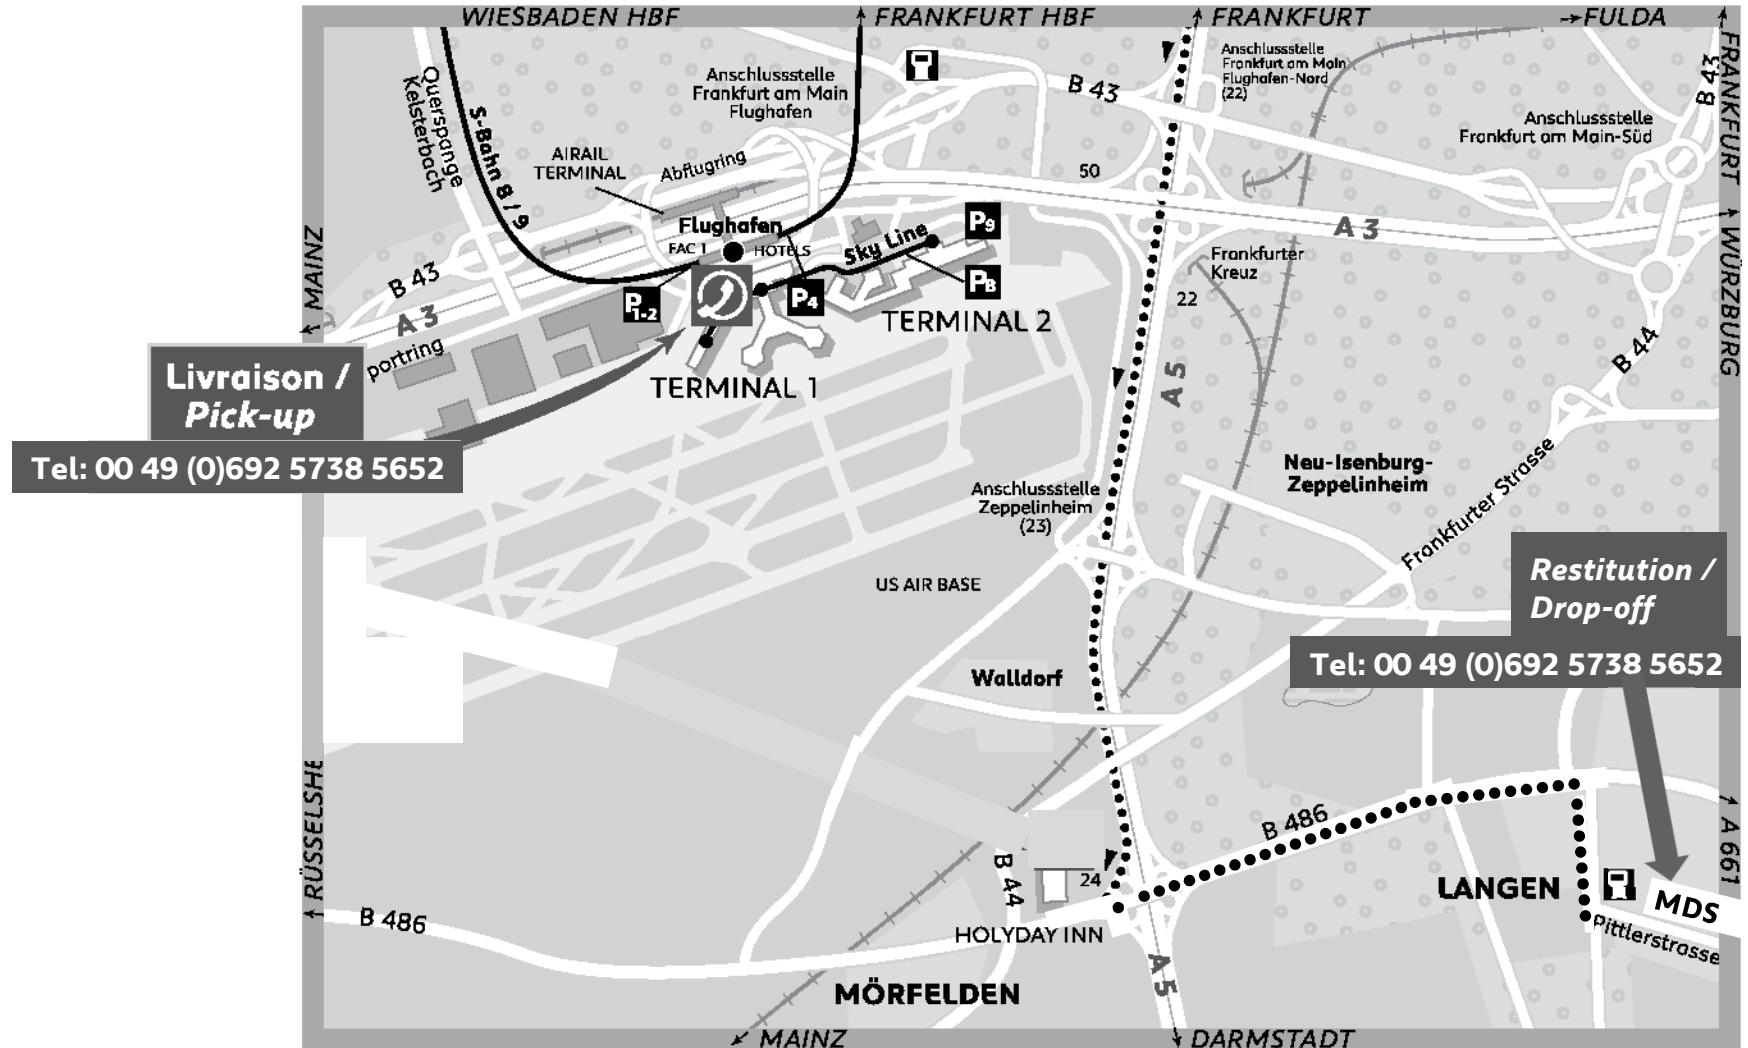 WIESBADEN HBF
FRANKFURT HBF
FRANKFURT
FULDA
FRANKFURT
B 43
WÜRZBURG
MAINZ
Querspange
Kelsterbach
S-Bahn 8 / 9
Anschlussstelle
Frankfurt am Main
Flughafen
B 43
Anschlussstelle
Frankfurt am Main
Flughafen-Nord
(22)
Anschlussstelle
Frankfurt am Main-Süd
AIRAIL
TERMINAL
Abflugring
50
Flughafen
FAC 1
HOTELS
Sky Line
P9
P8
P4
P1-2
A 3
Frankfurter
Kreuz
22
B 43
A 3
portring
TERMINAL 2
TERMINAL 1
A 5
B 44
Livraison /
Pick-up
Tel: 00 49 (0)692 5738 5652
Neu-Isenburg-
Zeppelinheim
Anschlussstelle
Zeppelinheim
(23)
Frankfurter Strasse
US AIR BASE
Restitution /
Drop-off
Tel: 00 49 (0)692 5738 5652
Walldorf
RÜSSELSHE
B 486
B 44
24
A 661
LANGEN
MDS
Pittlerstrasse
B 486
HOLYDAY INN
A 5
MÖRFELDEN
MAINZ
DARMSTADT